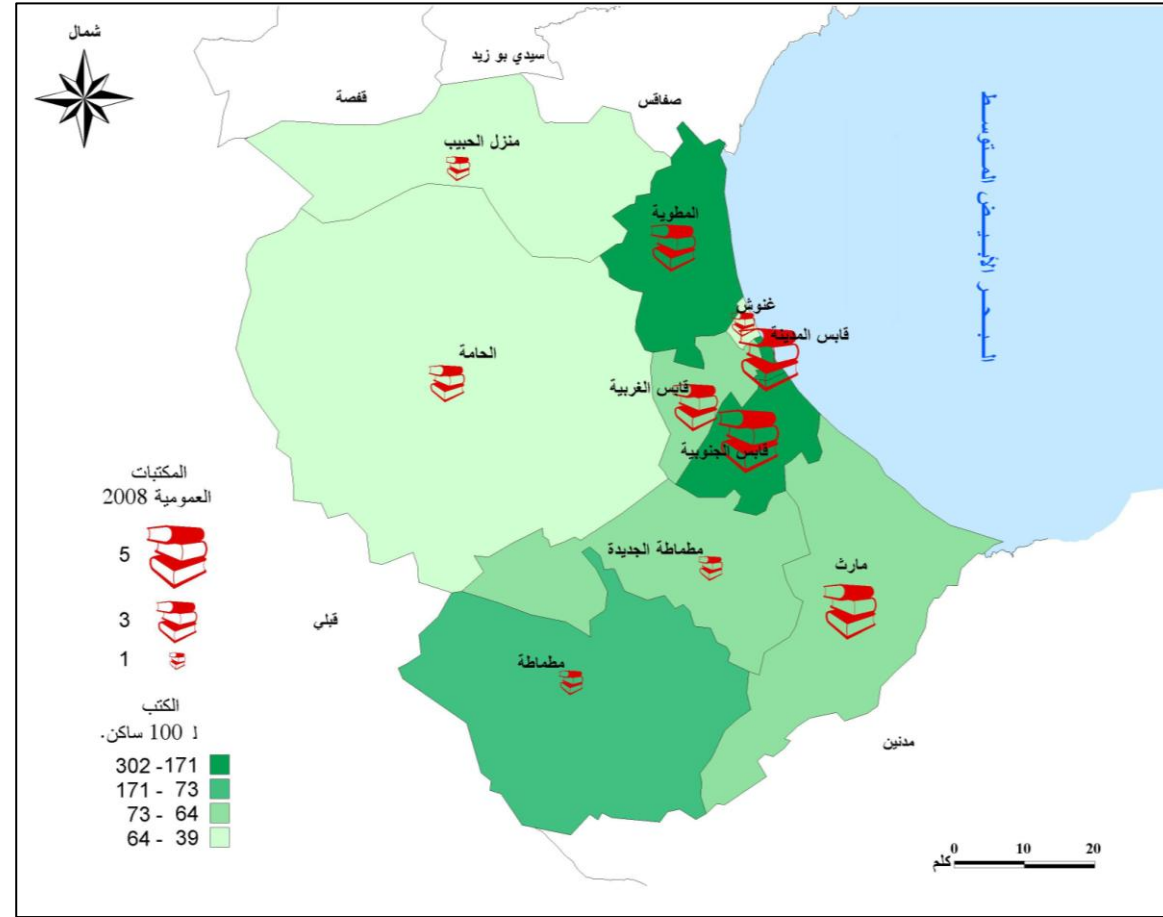 شمال
سيدي بو زيد
قفصة
صفاقس
منزل الحبيب
البحر الأبيض المتوسط
المطوية
غنوش
قابس المدينة
الحامة
قابس الغربية
قابس الجنوبية
المكتبات
العمومية 2008
5
3
1
مطماطة الجديدة
مارث
قبلي
مطماطة
مدنين
الكتب
ل 100 ساكن.
302 - 171
171 - 73
73 - 64
64 - 39
0 10 20
كلم